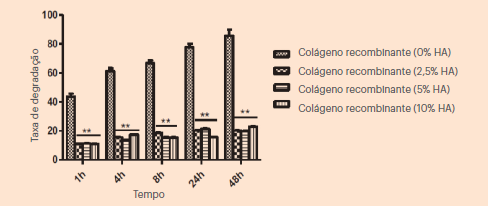 100
80
60
40
20
0
Taxa de degradação
**
**
**
**
**
1h
4h
8h
24h
48h
Tempo
Colágeno recombinante (0% HA)
Colágeno recombinante (2,5% HA)
Colágeno recombinante (5% HA)
Colágeno recombinante (10% HA)